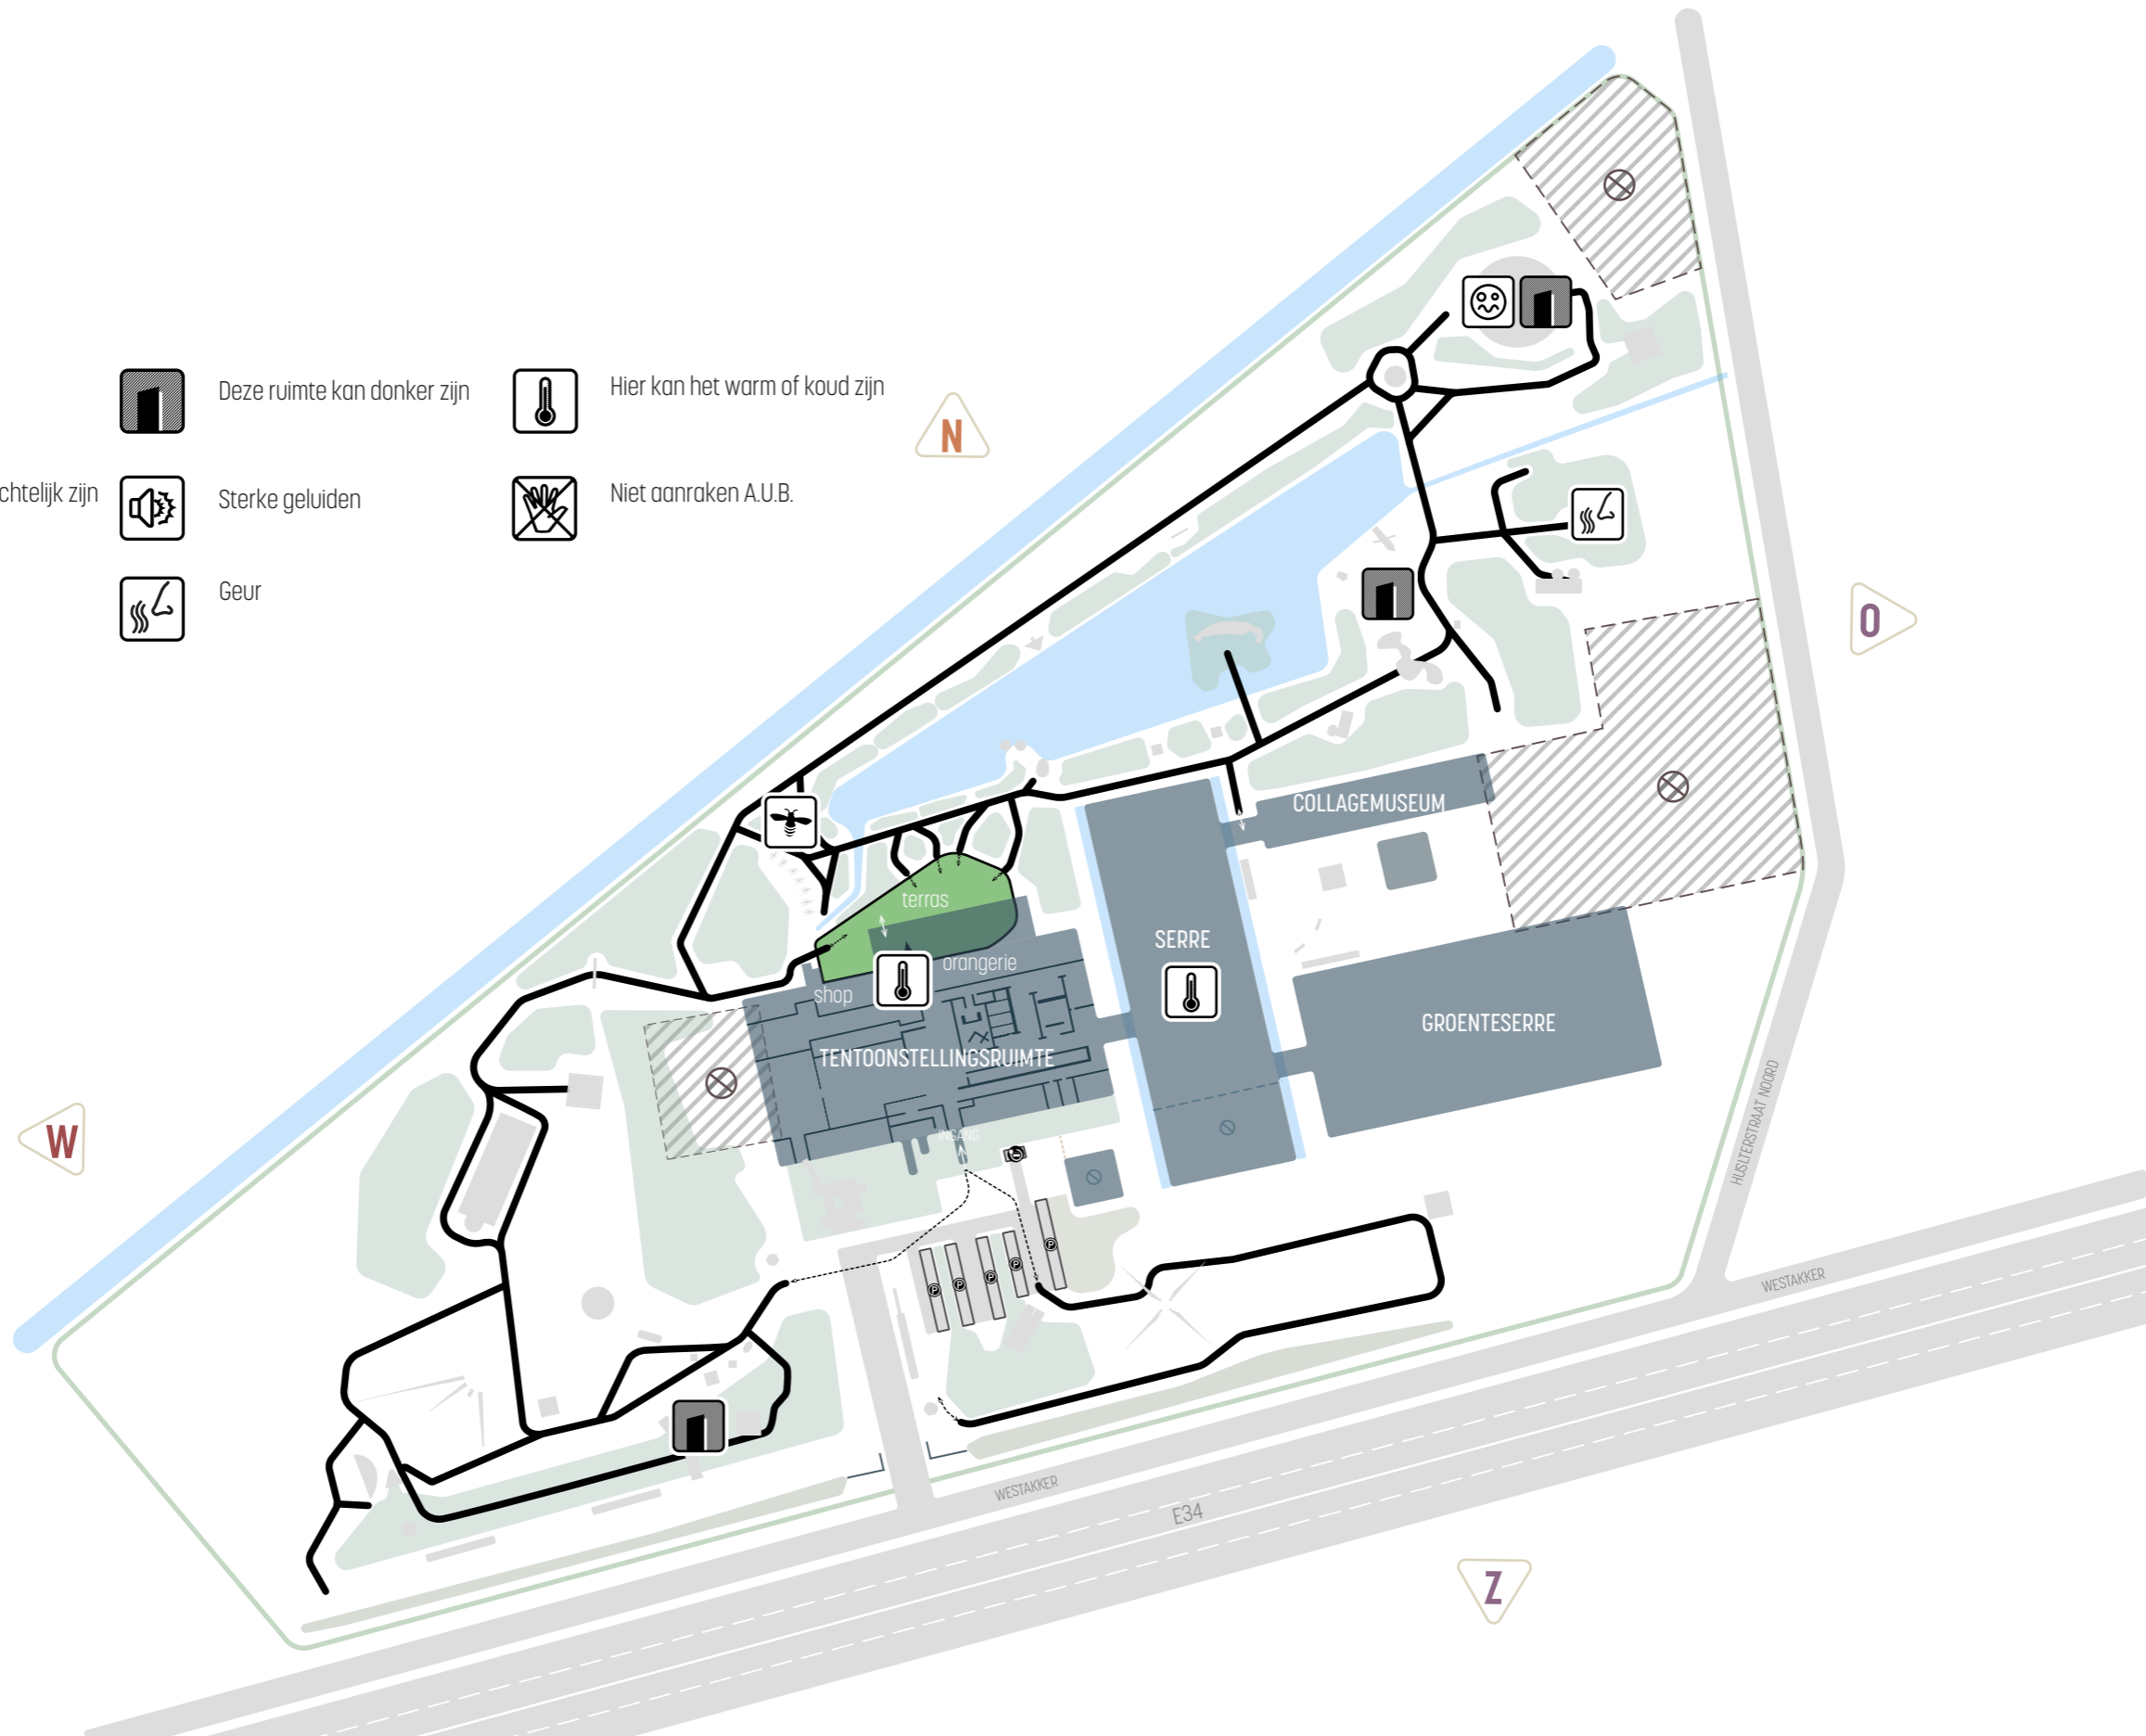 Deze ruimte kan donker zijn
Hier kan het warm of koud zijn
N
chtelijk zijn
Sterke geluiden
Niet aanraken A.U.B.
Geur
O
COLLAGEMUSEUM
terras
SERRE
orangerie
shop
GROENTESERRE
TENTOONSTELLINGSRUIMTE
INGANG
W
HUSLTERSTRAAT NOORD
P
P
P
P
P
WESTAKKER
WESTAKKER
E34
Z